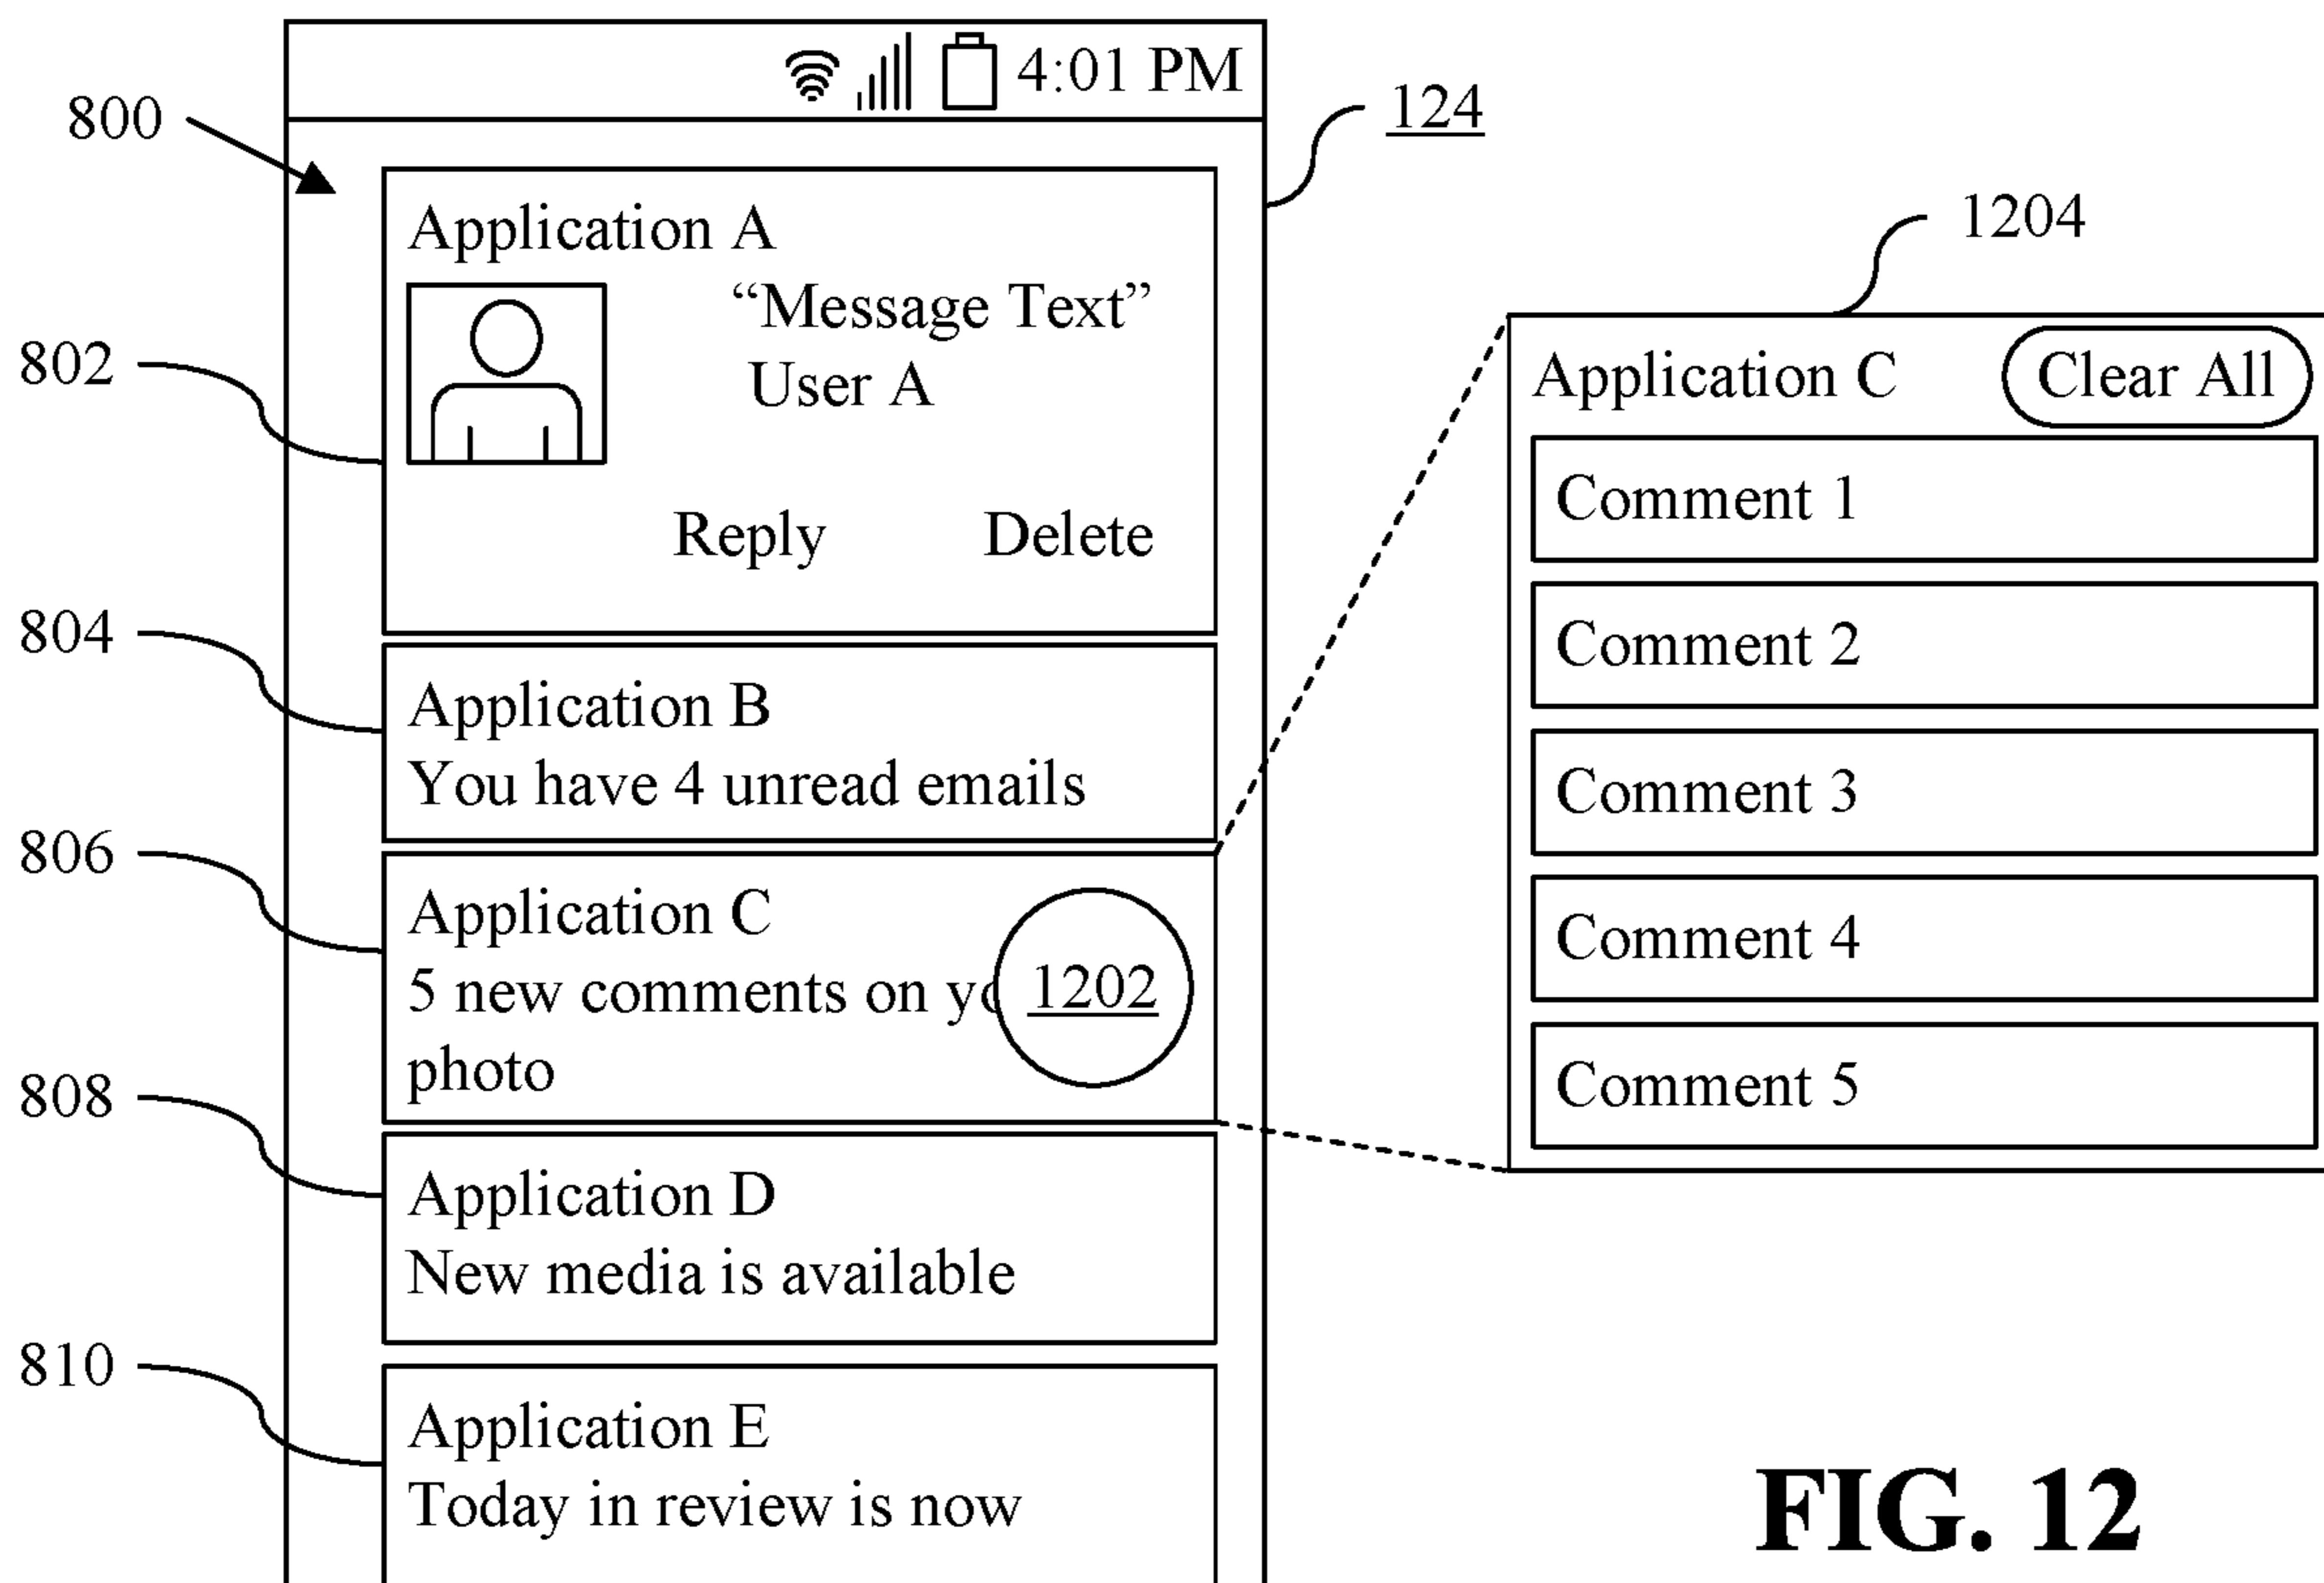 4:01 PM
800
124
Application A
“Message Text”
User A
802
Reply Delete
804
Application B
You have 4 unread emails
806
Application C
5 new comments on
1202
photo
808
Application D
New media is available
810
Application E
Today in review is now
1204
Application C Clear All
Comment 1
Comment 2
Comment 3
Comment 4
Comment 5
FIG. 12